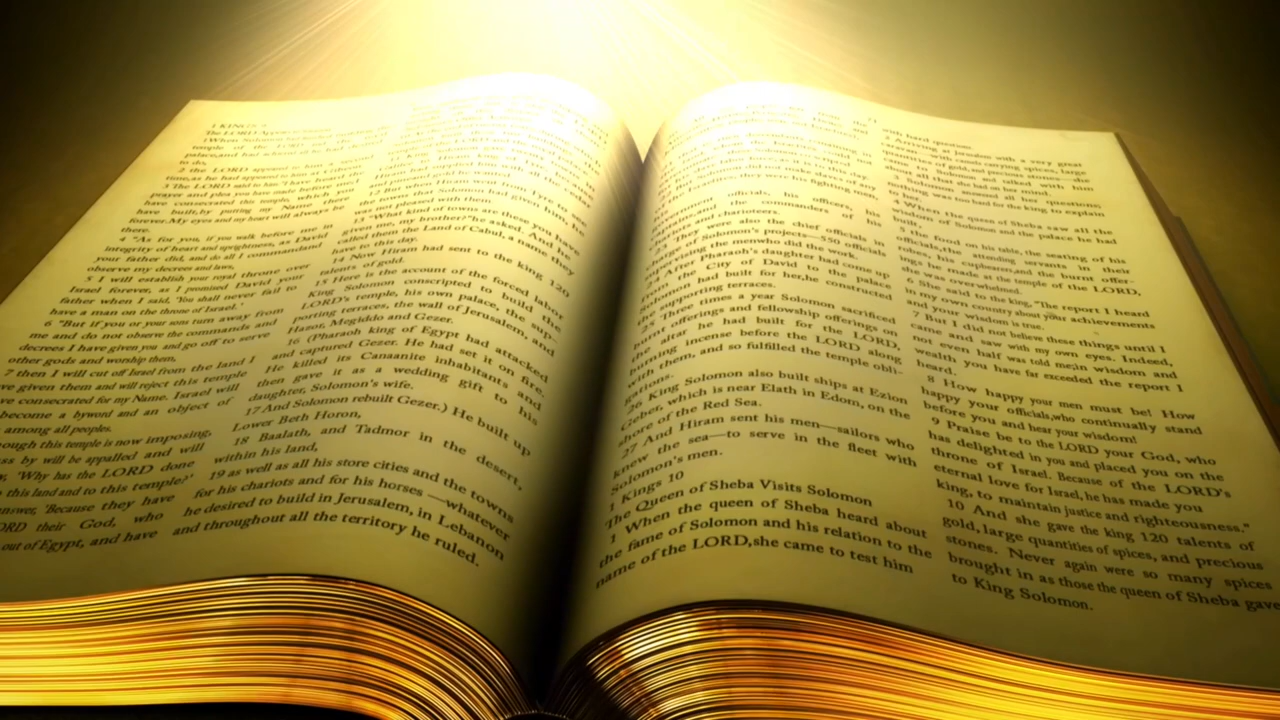 1 KINGS 9
The LORD Appears
1 When Solomon had
temple of the LORD and the
palace,and had
to do,
2 the LORD appeared to him a second
time,as he had appeared to him at
3 The LORD said to him "I have heard the
prayer and plea you have made before me
have consecrated this temple, which you
have built,by putting my Name there
forever.My eyes and my heart will always be
there.
4 "As for you, if you walk before me in
integrity of heart and uprightness, as David
your father did, and do all I command and
observe my decrees and laws,
5 I will establish your royal throne over
Israel forever, as I promised David your
father when I said, 'You shall never fail to
have a man on the throne of Israel.
6 "But if you or your sons turn away from
me and do not observe the commands and
decrees I have given you and go off to serve
other gods and worship them,
7 then I will cut off Israel from the land I
ve given them and will reject this temple
ve consecrated for my Name. Israel will
become a byword and an object of
among all peoples.
ough this temple is now imposing,
ss by will be appalled and will
y, 'Why has the LORD done
to this land and to this temple?'
answer, 'Because they have
ORD their God, who
out of Egypt, and have
12 But when Hiram went from Tyre to see
the towns that Solomon had given him, he
was not pleased with them.
13 "What kind of towns are these you have
given me, my brother?"he asked. And he
called them the Land of Cabul, a name they
have to this day.
14 Now Hiram had sent to the king 120
talents of gold.
15 Here is the account of the forced labor
King Solomon conscripted to build the
LORD's temple, his own palace, the sup-
porting terraces, the wall of Jerusalem, and
Hasor, Megiddo and Gezer.
16 (Pharaoh king of Egypt had attacked
and captured Gezer. He had set it on fire.
He killed its Canaanite inhabitants and
then gave it as a wedding gift to his
daughter, Solomon's wife.
17 And Solomon rebuilt Gezer.) He built up
Lower Beth Horon,
18 Baalath, and Tadmor in the desert,
within his land,
19 as well as all his store cities and the towns
for his chariots and for his horses —whatever
he desired to build in Jerusalem, in Lebanon
and throughout all the territory he ruled.
did not make slaves of any
they were his fighting men,
government officials, his officers, his
and the commanders of his
chariots and charioteers.
23 They were also the chief officials in
charge of Solomon's projects—550 officials
supervising the menwho did the work.
24 After Pharaoh's daughter had come up
from the City of David to the palace
Solomon had built for her,he constructed
the supporting terraces.
25 Three times a year Solomon sacrificed
burnt offerings and fellowship offerings on
the altar he had built for the LORD,
burning incense before the LORD along
with them, and so fulfilled the temple obli-
gations.
26 King Solomon also built ships at Ezion
Geber, which is near Elath in Edom, on the
shore of the Red Sea.
27 And Hiram sent his men—sailors who
knew the sea—to serve in the fleet with
Solomon's men.
1 Kings 10
The Queen of Sheba Visits Solomon
1 When the queen of Sheba heard about
the fame of Solomon and his relation to the
name of the LORD,she came to test him
with hard question.
2 Arriving at Jerusalem with a very great
caravan—with camels carrying spices, large
quantities of gold, and precious stones—she
came to Solomon and talked with him
about all that she had on her mind.
3 Solomon answered all her questions;
was too hard for the king to explain
her.
4 When the queen of Sheba saw all the
wisdom of Solomon and the palace he had
built,
5 the food on his table, the seating of his
officials,the attending servants in their
robes, his cupbearers,and the burnt offer-
ings he made at the temple of the LORD,
she was overwhelmed.
6 She said to the king, "The report I heard
in my own country about your achievements
and your wisdom is true.
7 But I did not believe these things until I
came and saw with my own eyes. Indeed,
not even half was told me;in wisdom and
wealth you have far exceeded the report I
heard.
8 How happy your men must be! How
happy your officials,who continually stand
before you and hear your wisdom!
9 Praise be to the LORD your God, who
has delighted in you and placed you on the
throne of Israel. Because of the LORD's
eternal love for Israel,he has made you
king, to maintain justice and righteousness."
10 And she gave the king 120 talents of
gold, large quantities of spices, and precious
stones. Never again were so many spices
brought in as those the queen of Sheba gave
to King Solomon.